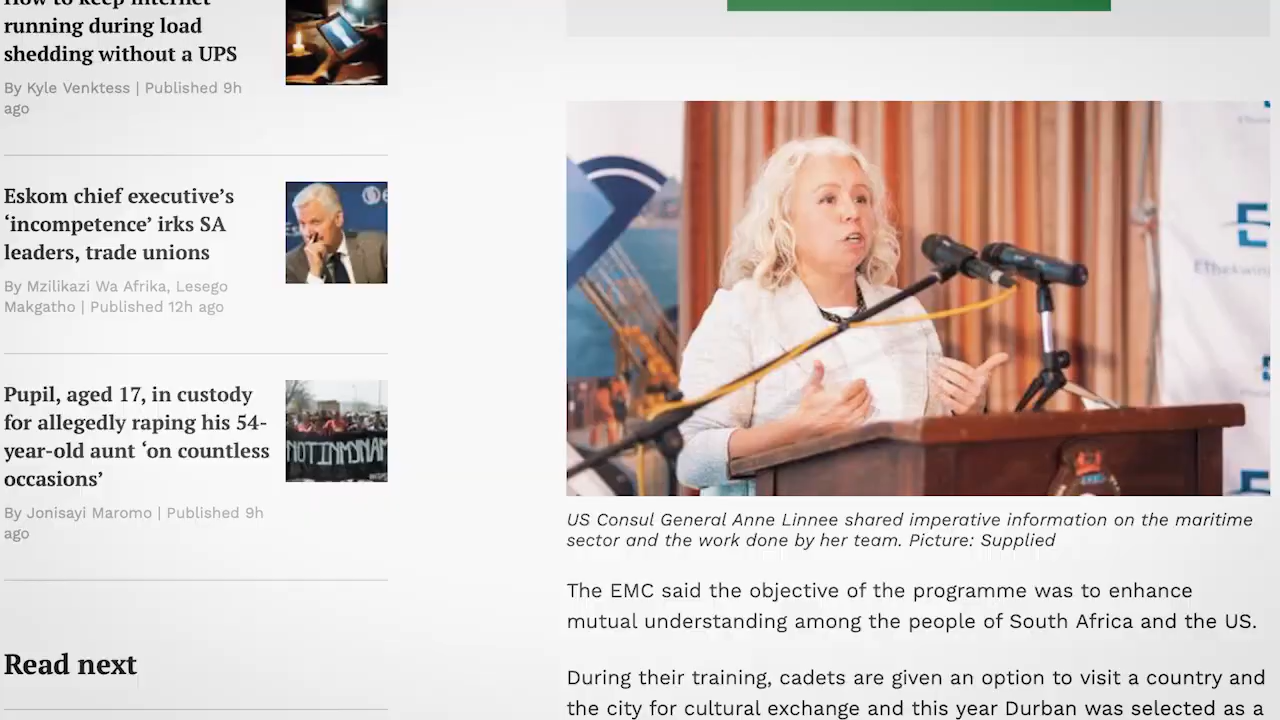 How to keep internet
running during load
shedding without a UPS
By Kyle Venktess | Published 9h
ago
Eskom chief executive's
'incompetence' irks SA
leaders, trade unions
By Mzilikazi Wa Afrika, Lesego
Makgatho | Published 12h ago
Pupil, aged 17, in custody
for allegedly raping his 54-
year-old aunt 'on countless
occasions'
By Jonisayi Maromo | Published 9h
ago
NOTINMYNAM
Read next
US Consul General Anne Linnee shared imperative information on the maritime
sector and the work done by her team. Picture: Supplied
The EMC said the objective of the programme was to enhance
mutual understanding among the people of South Africa and the US.
During their training, cadets are given an option to visit a country and
the city for cultural exchange and this year Durban was selected as a